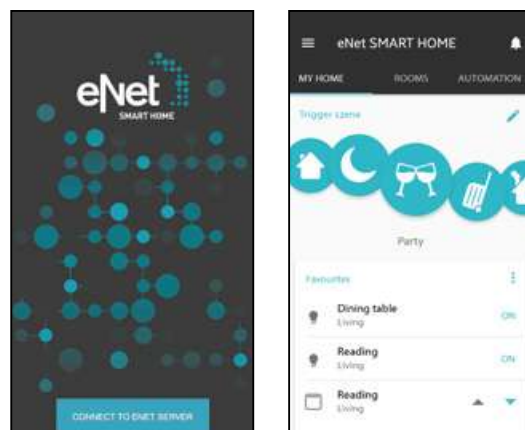 eNet
SMART HOME
CONNECT TO ENET SERVER
eNet SMART HOME
MY HOME ROOMS AUTOMATION
Trigger szene
Party
Favourites
Dining table
Living
ON
Reading
Living
ON
Reading
Living